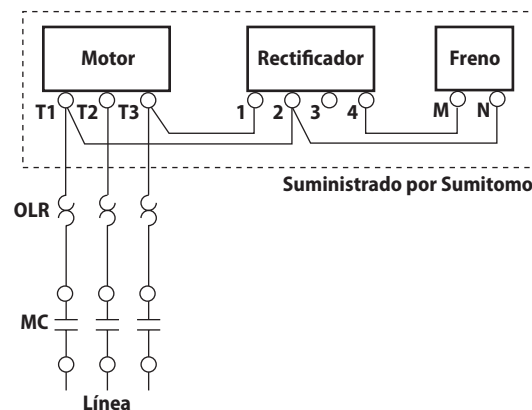 Motor Rectificador Freno
T1 T2 T3 1 2 3 4 M N
Suministrado por Sumitomo
OLR
MC
Línea